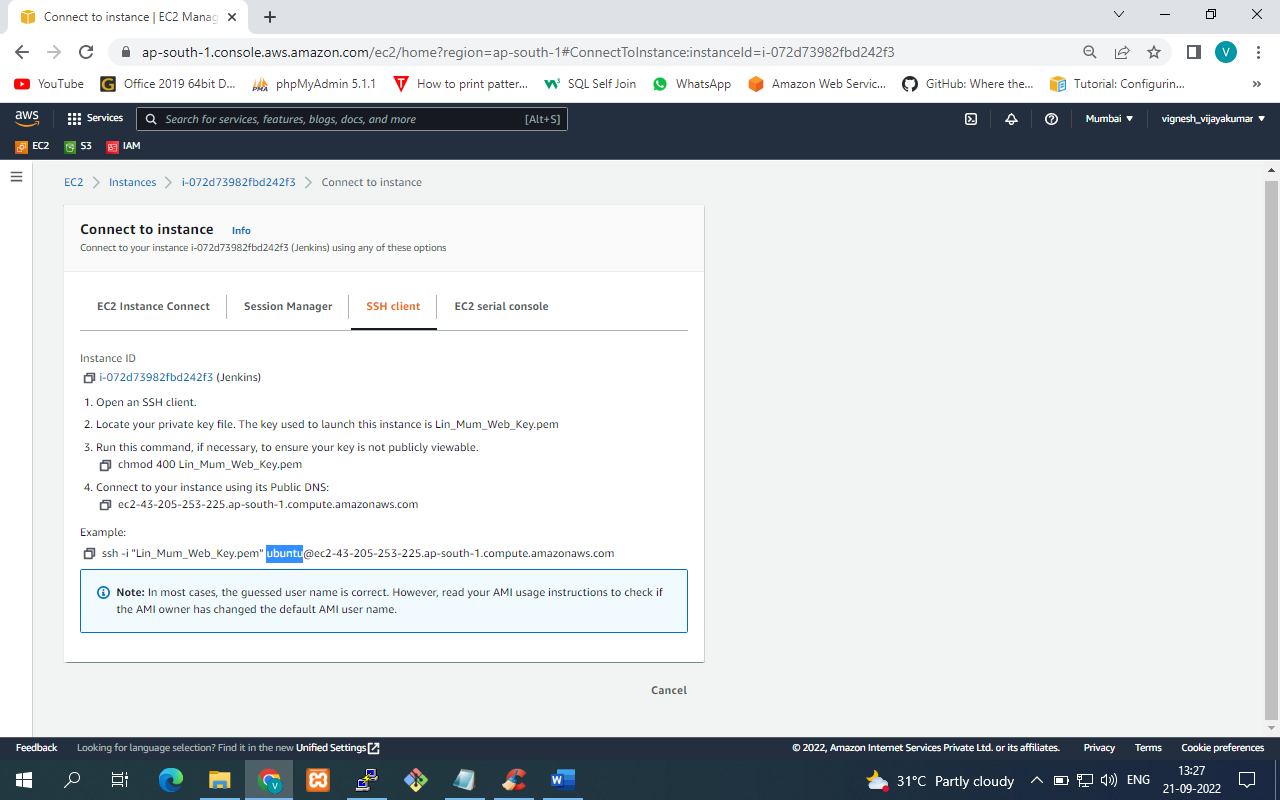 Connect to instance | EC2 Manag
ap-south-1.console.aws.amazon.com/ec2/home?region=ap-south-1#ConnectToInstance:instanceId=i-072d73982fbd242f3
V
YouTube
Office 2019 64bit D...
phpMyAdmin 5.1.1
How to print patter...
SQL Self Join
WhatsApp
Amazon Web Servic...
GitHub: Where the...
Tutorial: Configurin...
aws
Services
Search for services, features, blogs, docs, and more
[Alt+S]
Mumbai
vignesh_vijayakumar
EC2
S3
IAM
EC2 > Instances > i-072d73982fbd242f3 > Connect to instance
Connect to instance Info
Connect to your instance i-072d73982fbd242f3 (Jenkins) using any of these options
EC2 Instance Connect
Session Manager
SSH client
EC2 serial console
Instance ID
i-072d73982fbd242f3 (Jenkins)
1. Open an SSH client.
2. Locate your private key file. The key used to launch this instance is Lin_Mum_Web_Key.pem
3. Run this command, if necessary, to ensure your key is not publicly viewable.
chmod 400 Lin_Mum_Web_Key.pem
4. Connect to your instance using its Public DNS:
ec2-43-205-253-225.ap-south-1.compute.amazonaws.com
Example:
ssh -i "Lin_Mum_Web_Key.pem" ubuntu@ec2-43-205-253-225.ap-south-1.compute.amazonaws.com
Note: In most cases, the guessed user name is correct. However, read your AMI usage instructions to check if
the AMI owner has changed the default AMI user name.
Cancel
Feedback
Looking for language selection? Find it in the new Unified Settings
© 2022, Amazon Internet Services Private Ltd. or its affiliates.
Privacy
Terms
Cookie preferences
31°C Partly cloudy
ENG
13:27
21-09-2022